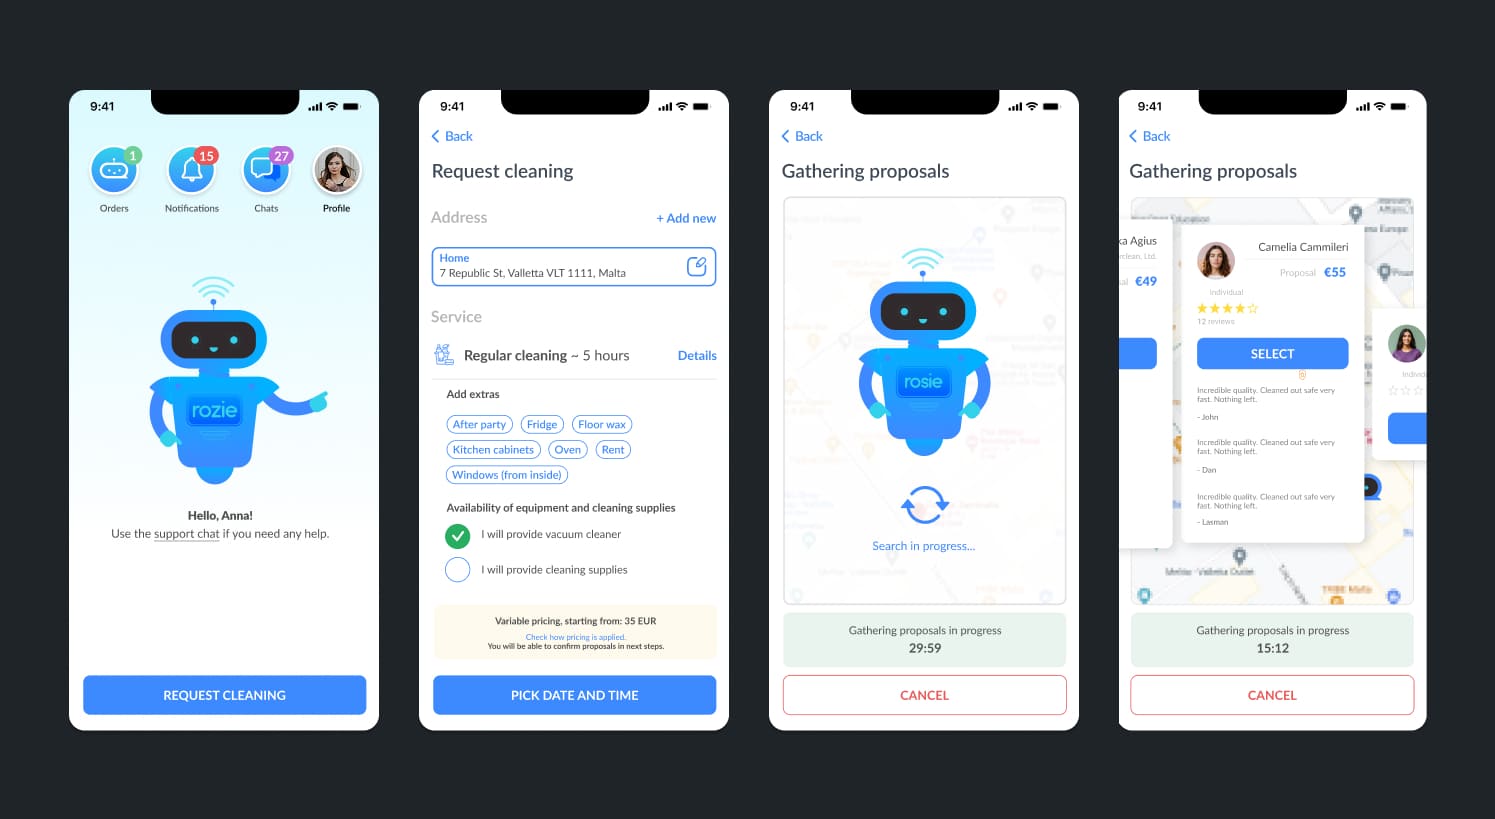 9:41
1
15
27
Orders
Notifications
Chats
Profile
rozie
Hello, Anna!
Use the support chat if you need any help.
REQUEST CLEANING
9:41
Back
Request cleaning
Address
+ Add new
Home
7 Republic St, Valletta VLT 1111, Malta
Service
Regular cleaning ~ 5 hours
Details
Add extras
After party
Fridge
Floor wax
Kitchen cabinets
Oven
Rent
Windows (from inside)
Availability of equipment and cleaning supplies
I will provide vacuum cleaner
I will provide cleaning supplies
Variable pricing, starting from: 35 EUR
Check how pricing is applied.
You will be able to confirm proposals in next steps.
PICK DATE AND TIME
9:41
Back
Gathering proposals
rosie
Search in progress...
Gathering proposals in progress
29:59
CANCEL
9:41
Back
Gathering proposals
ka Agius
rclean, Ltd.
al €49
Camelia Cammileri
Proposal €55
Individual
12 reviews
SELECT
Incredible quality. Cleaned out safe very
fast. Nothing left.
- John
Incredible quality. Cleaned out safe very
fast. Nothing left.
- Dan
Incredible quality. Cleaned out safe very
fast. Nothing left.
- Lasman
Individ
Gathering proposals in progress
15:12
CANCEL